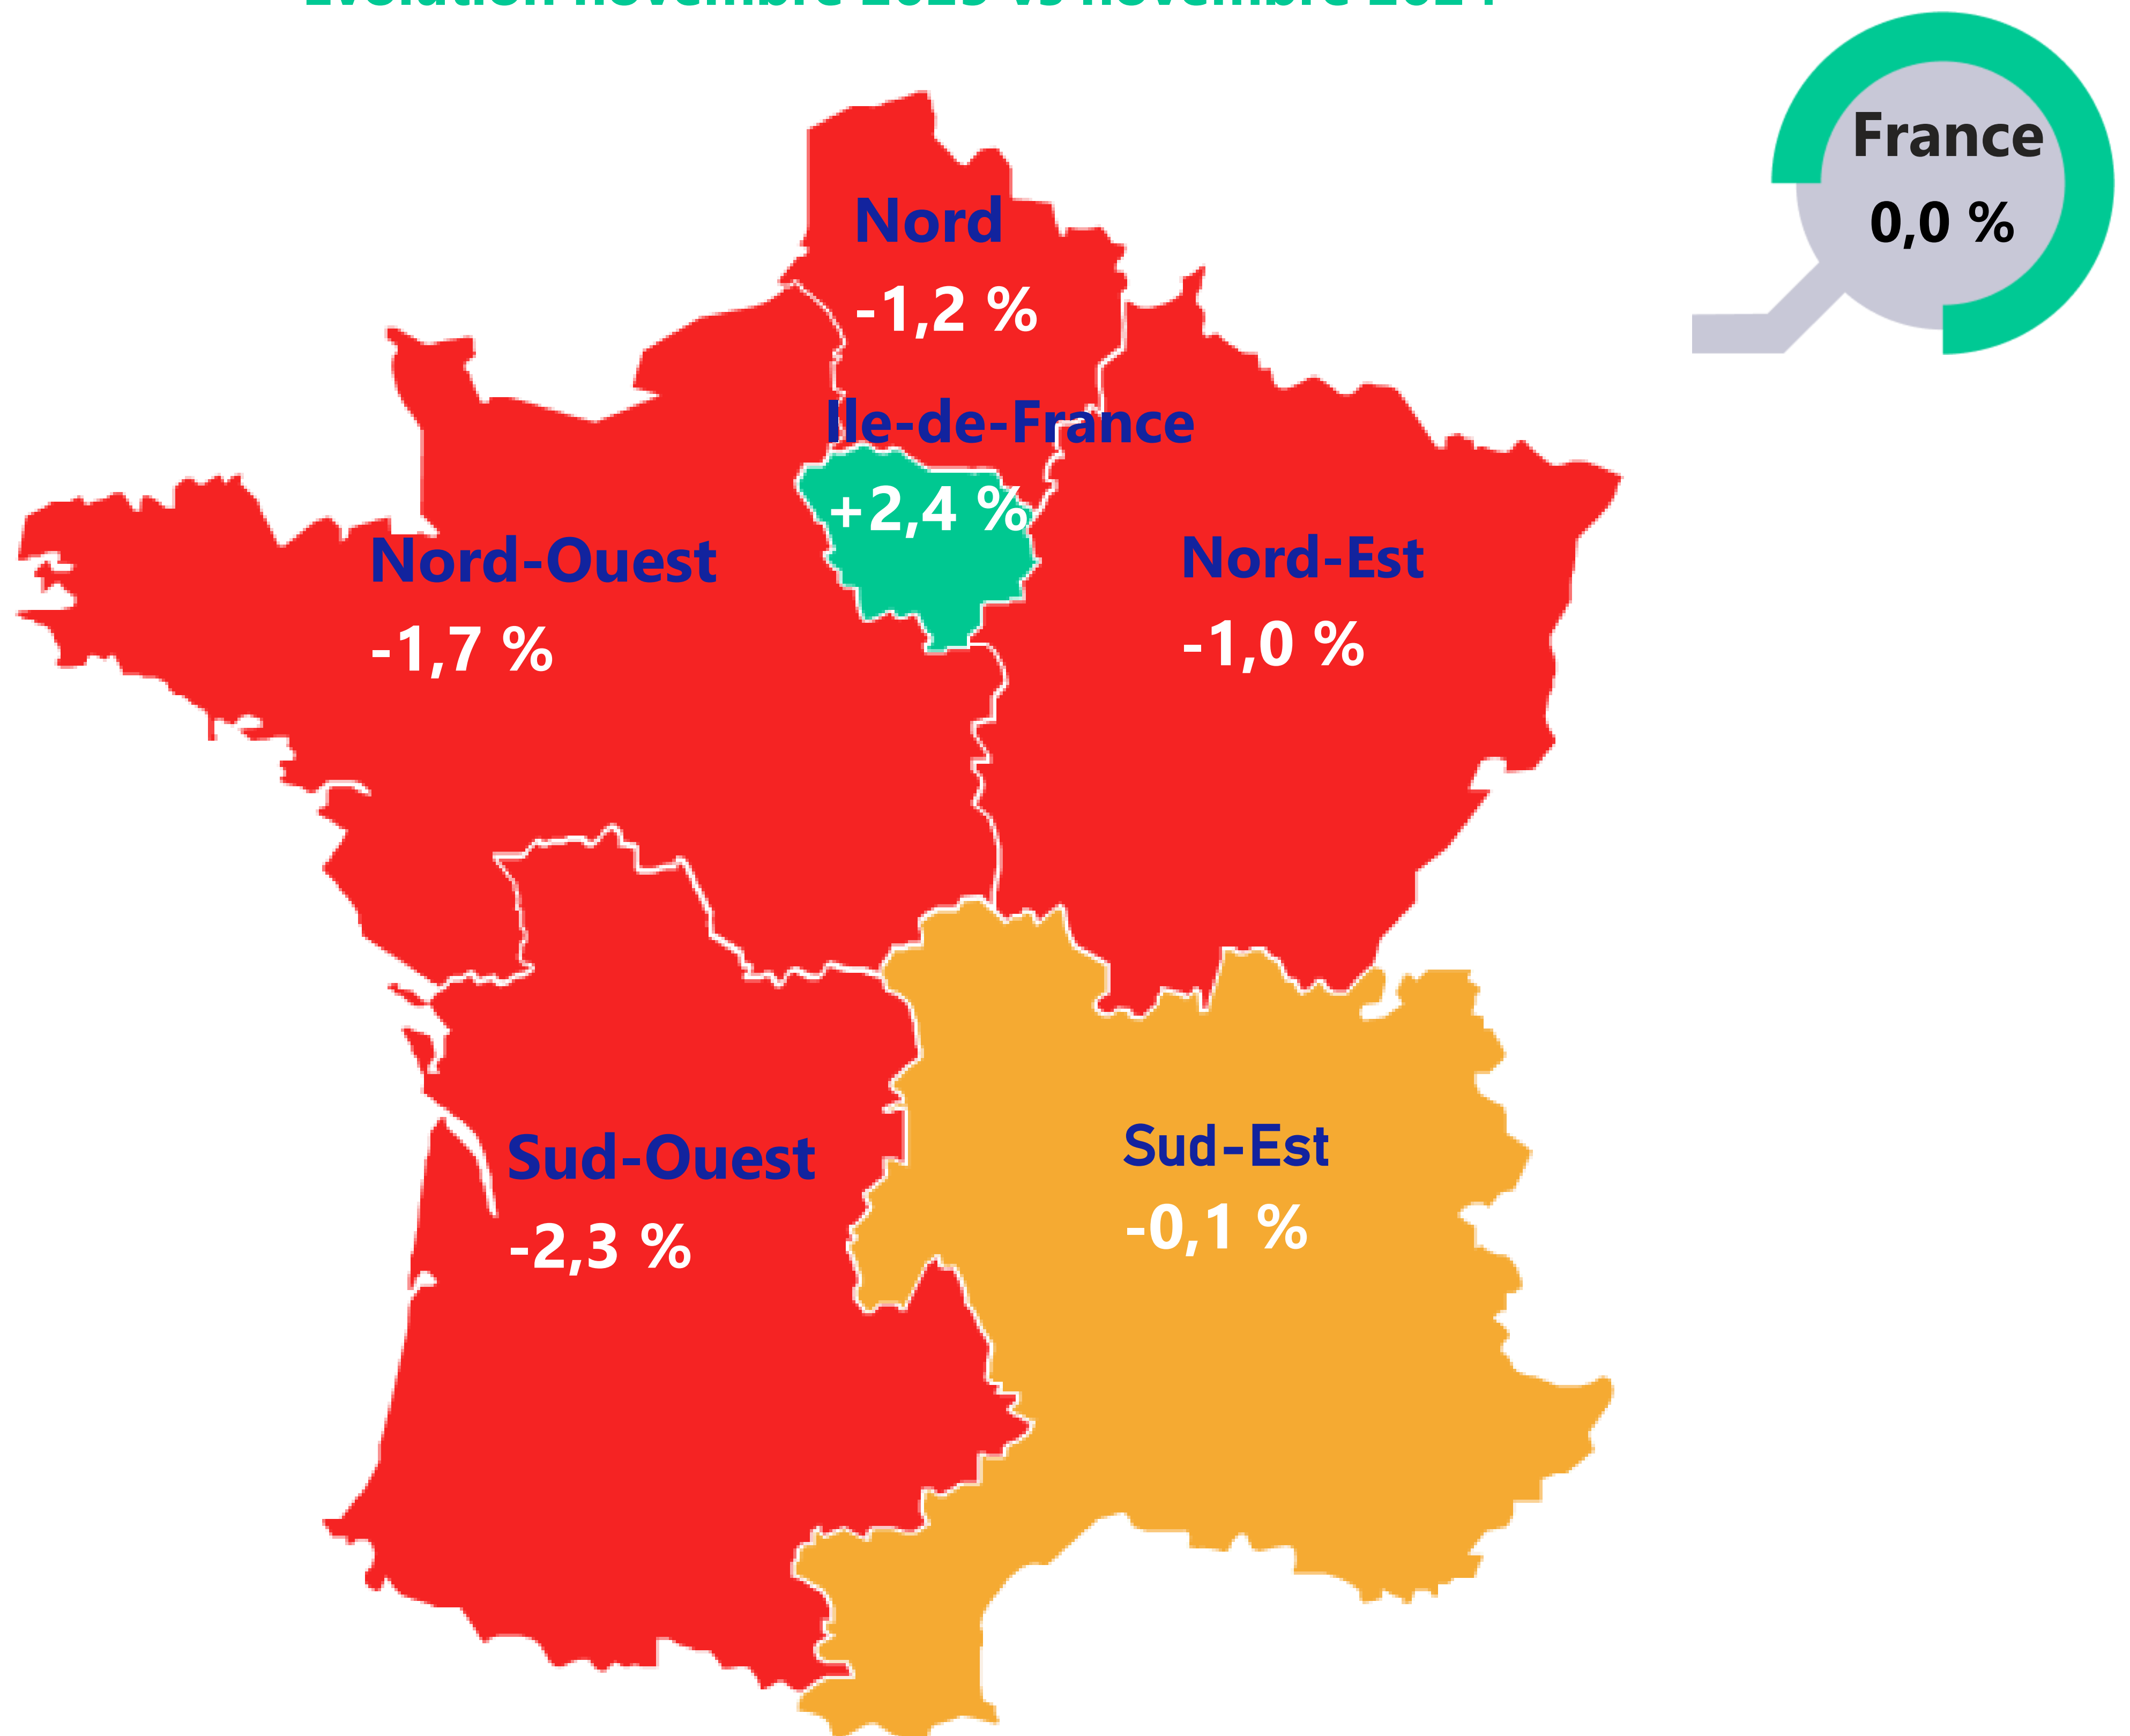 France
0,0 %
Nord
-1,2 %
Ile-de-France
+2,4 %
Nord-Ouest
-1,7 %
Nord-Est
-1,0 %
Sud-Ouest
-2,3 %
Sud-Est
-0,1 %